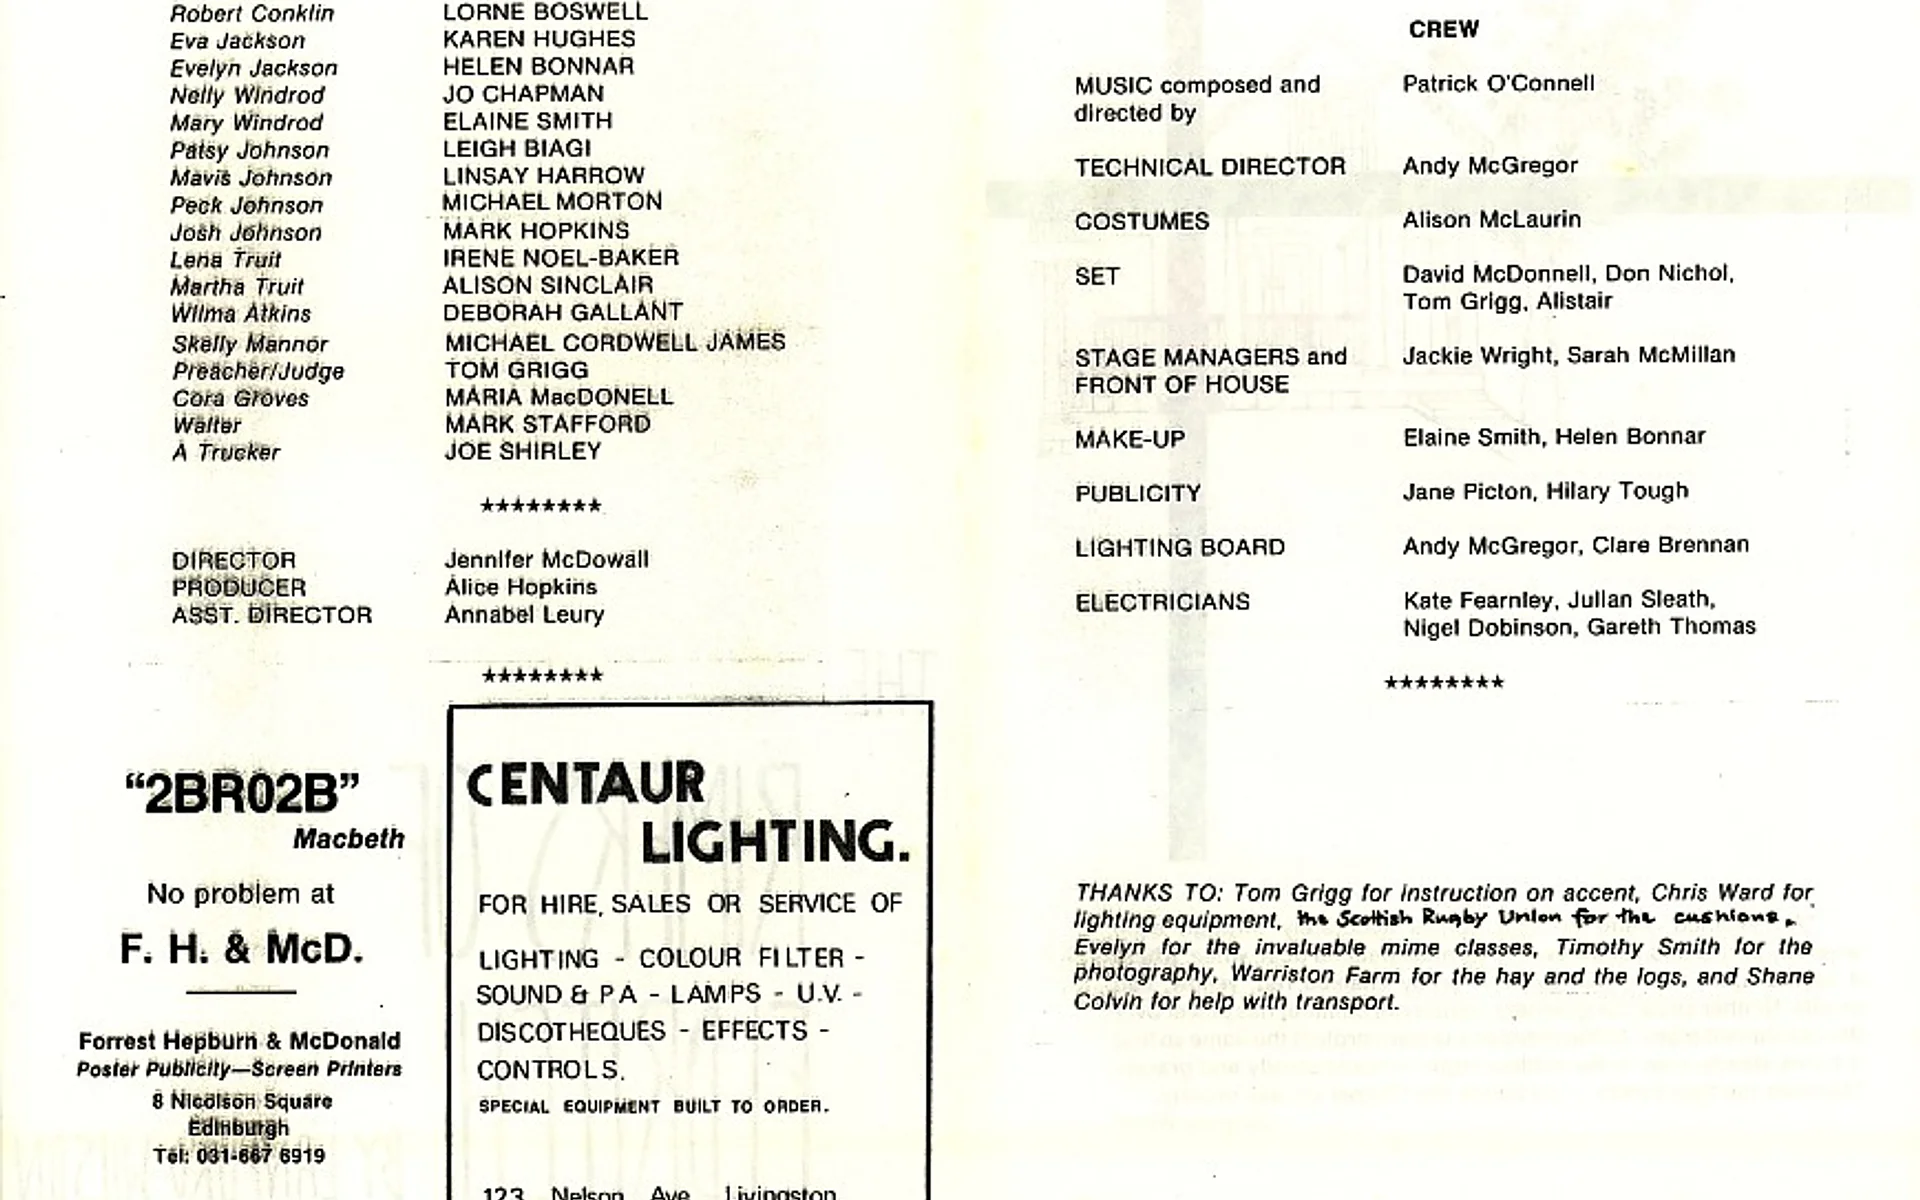 Robert Conklin LORNE BOSWELL
Eva Jackson KAREN HUGHES
Evelyn Jackson HELEN BONNAR
Nelly Windrod JO CHAPMAN
Mary Windrod ELAINE SMITH
Patsy Johnson LEIGH BIAGI
Mavis Johnson LINSAY HARROW
Peck Johnson MICHAEL MORTON
Josh Johnson MARK HOPKINS
Lena Truit IRENE NOEL-BAKER
Martha Truit ALISON SINCLAIR
Wilma Atkins DEBORAH GALLANT
Skelly Mannor MICHAEL CORDWELL JAMES
Preacher/Judge TOM GRIGG
Cora Groves MARIA MacDONELL
Walter MARK STAFFORD
A Trucker JOE SHIRLEY
********
DIRECTOR Jennifer McDowall
PRODUCER Alice Hopkins
ASST. DIRECTOR Annabel Leury
********
“2BR02B”
Macbeth
No problem at
F. H. & McD.
Forrest Hepburn & McDonald
Poster Publicity—Screen Printers
8 Nicolson Square
Edinburgh
Tel: 031-667 6919
CENTAUR
LIGHTING.
FOR HIRE, SALES OR SERVICE OF
LIGHTING - COLOUR FILTER -
SOUND & PA - LAMPS - U.V. -
DISCOTHEQUES - EFFECTS -
CONTROLS.
SPECIAL EQUIPMENT BUILT TO ORDER.
123 Nelson Ave Livingston
CREW
MUSIC composed and Patrick O'Connell
directed by
TECHNICAL DIRECTOR Andy McGregor
COSTUMES Alison McLaurin
SET David McDonnell, Don Nichol,
Tom Grigg, Alistair
STAGE MANAGERS and Jackie Wright, Sarah McMillan
FRONT OF HOUSE
MAKE-UP Elaine Smith, Helen Bonnar
PUBLICITY Jane Picton, Hilary Tough
LIGHTING BOARD Andy McGregor, Clare Brennan
ELECTRICIANS Kate Fearnley, Julian Sleath,
Nigel Dobinson, Gareth Thomas
********
THANKS TO: Tom Grigg for instruction on accent, Chris Ward for
lighting equipment, the Scottish Rugby Union for the cushions,
Evelyn for the invaluable mime classes, Timothy Smith for the
photography, Warriston Farm for the hay and the logs, and Shane
Colvin for help with transport.